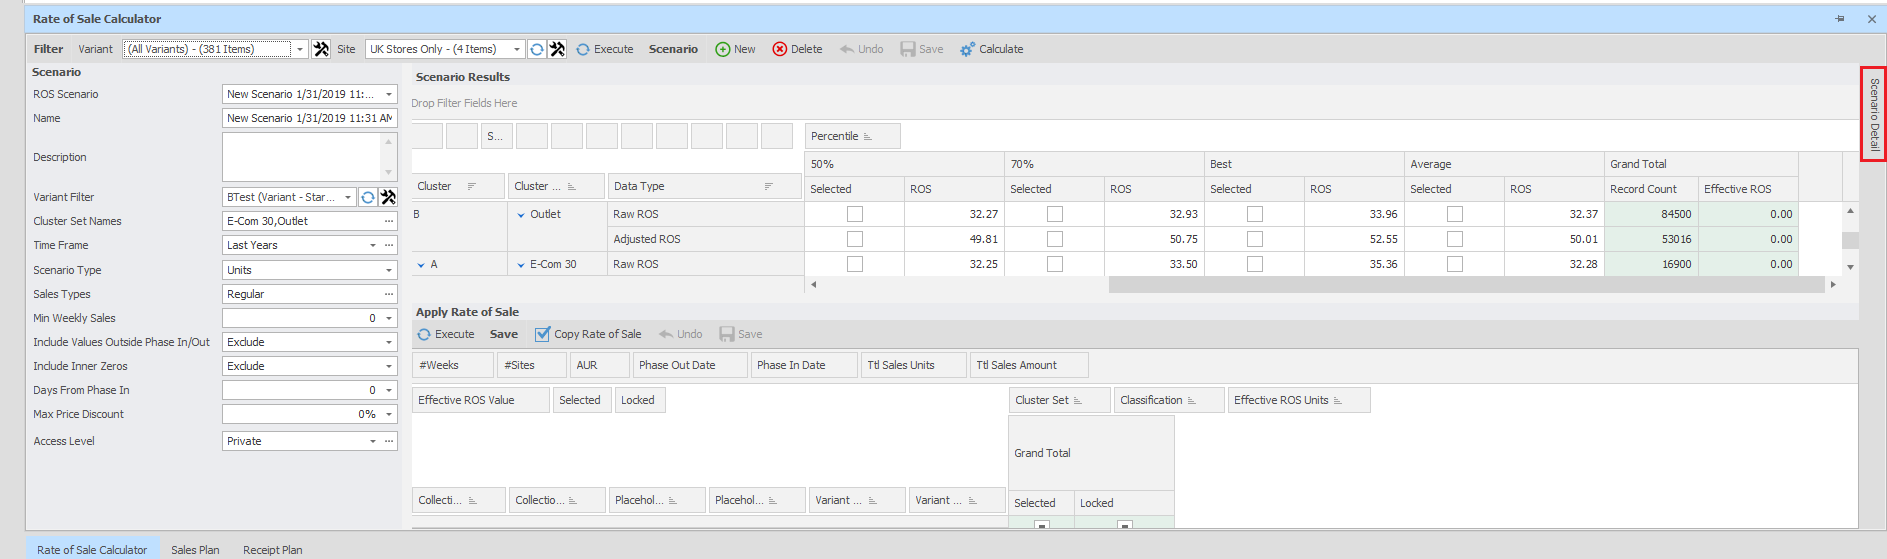 Rate of Sale Calculator
Filter Variant (All Variants) - (381 Items) Site UK Stores Only - (4 Items) Execute Scenario New Delete Undo Save Calculate
Scenario
ROS Scenario New Scenario 1/31/2019 11:...
Name New Scenario 1/31/2019 11:31 AM
Description
Variant Filter BTest (Variant - Star...
Cluster Set Names E-Com 30,Outlet ...
Time Frame Last Years ...
Scenario Type Units
Sales Types Regular ...
Min Weekly Sales 0
Include Values Outside Phase In/Out Exclude
Include Inner Zeros Exclude
Days From Phase In 0
Max Price Discount 0%
Access Level Private ...
Scenario Results
Drop Filter Fields Here
S... Percentile
50% 70% Best Average Grand Total
Cluster Cluster ... Data Type Selected ROS Selected ROS Selected ROS Selected ROS Record Count Effective ROS
B Outlet Raw ROS 32.27 32.93 33.96 32.37 84500 0.00
Adjusted ROS 49.81 50.75 52.55 50.01 53016 0.00
A E-Com 30 Raw ROS 32.25 33.50 35.36 32.28 16900 0.00
Apply Rate of Sale
Execute Save Copy Rate of Sale Undo Save
#Weeks #Sites AUR Phase Out Date Phase In Date Ttl Sales Units Ttl Sales Amount
Effective ROS Value Selected Locked Cluster Set Classification Effective ROS Units
Grand Total
Collecti... Collectio... Placehol... Placehol... Variant ... Variant ... Selected Locked
Scenario Detail
Rate of Sale Calculator Sales Plan Receipt Plan